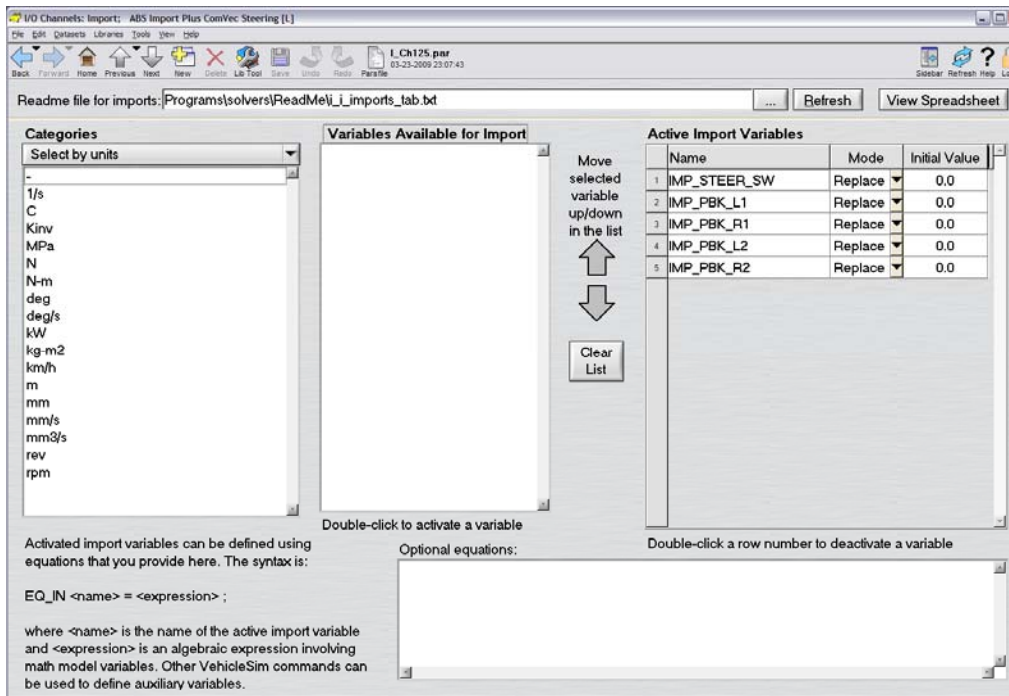 I/O Channels: Import;   ABS Import Plus ComVec Steering [L]
File Edit Datasets Libraries Tools View Help
I_Ch125.par
03-23-2009 23:07:43
Back Forward Home Previous Next New Delete Lib Tool Save Undo Redo Parsfile Sidebar Refresh Help
Readme file for imports: Programs\solvers\ReadMe\i_i_imports_tab.txt ... Refresh View Spreadsheet
Categories
Select by units
-
1/s
C
Kinv
MPa
N
N-m
deg
deg/s
kW
kg-m2
km/h
m
mm
mm/s
mm3/s
rev
rpm
Variables Available for Import
Double-click to activate a variable
Move
selected
variable
up/down
in the list
Clear
List
Active Import Variables
Name Mode Initial Value
1 IMP_STEER_SW Replace 0.0
2 IMP_PBK_L1 Replace 0.0
3 IMP_PBK_R1 Replace 0.0
4 IMP_PBK_L2 Replace 0.0
5 IMP_PBK_R2 Replace 0.0
Double-click a row number to deactivate a variable
Activated import variables can be defined using
equations that you provide here. The syntax is:
EQ_IN <name> = <expression> ;
where <name> is the name of the active import variable
and <expression> is an algebraic expression involving
math model variables. Other VehicleSim commands can
be used to define auxiliary variables.
Optional equations: